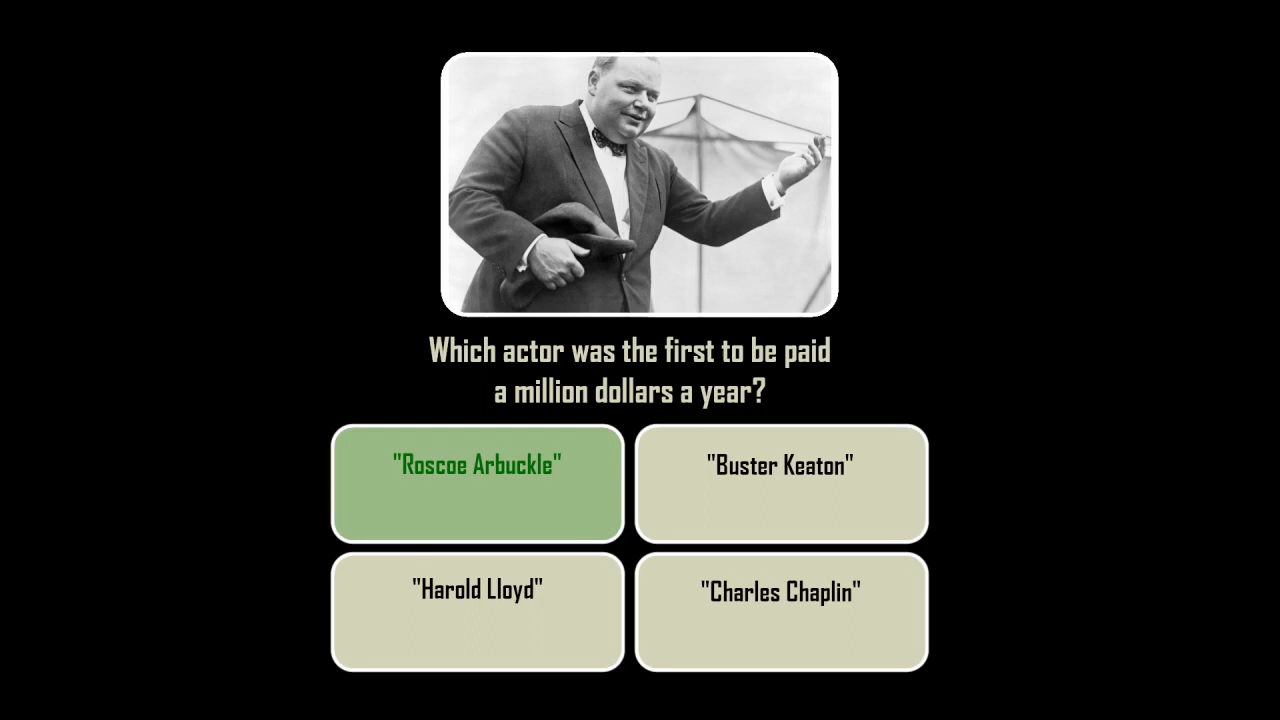 Which actor was the first to be paid
a million dollars a year?
"Roscoe Arbuckle"
"Buster Keaton"
"Harold Lloyd"
"Charles Chaplin"